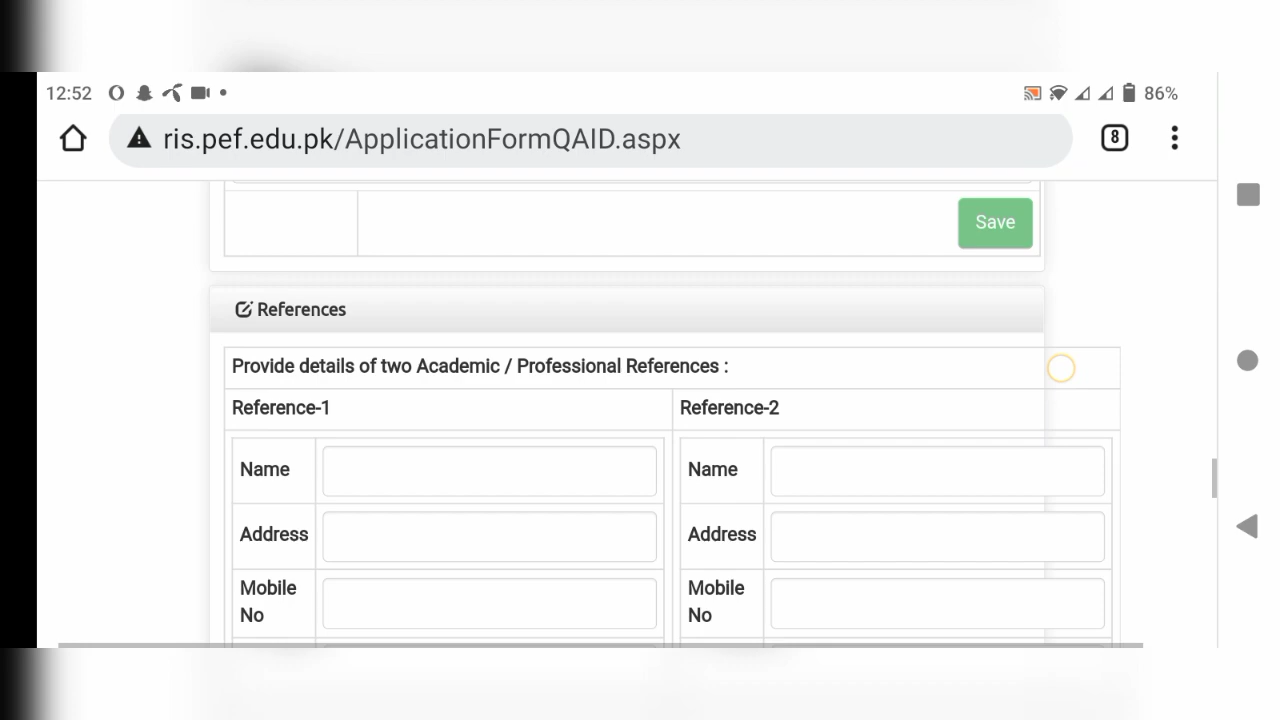 12:52
86%
ris.pef.edu.pk/ApplicationFormQAID.aspx
8
Save
References
Provide details of two Academic / Professional References :
Reference-1
Reference-2
Name
Name
Address
Address
Mobile No
Mobile No